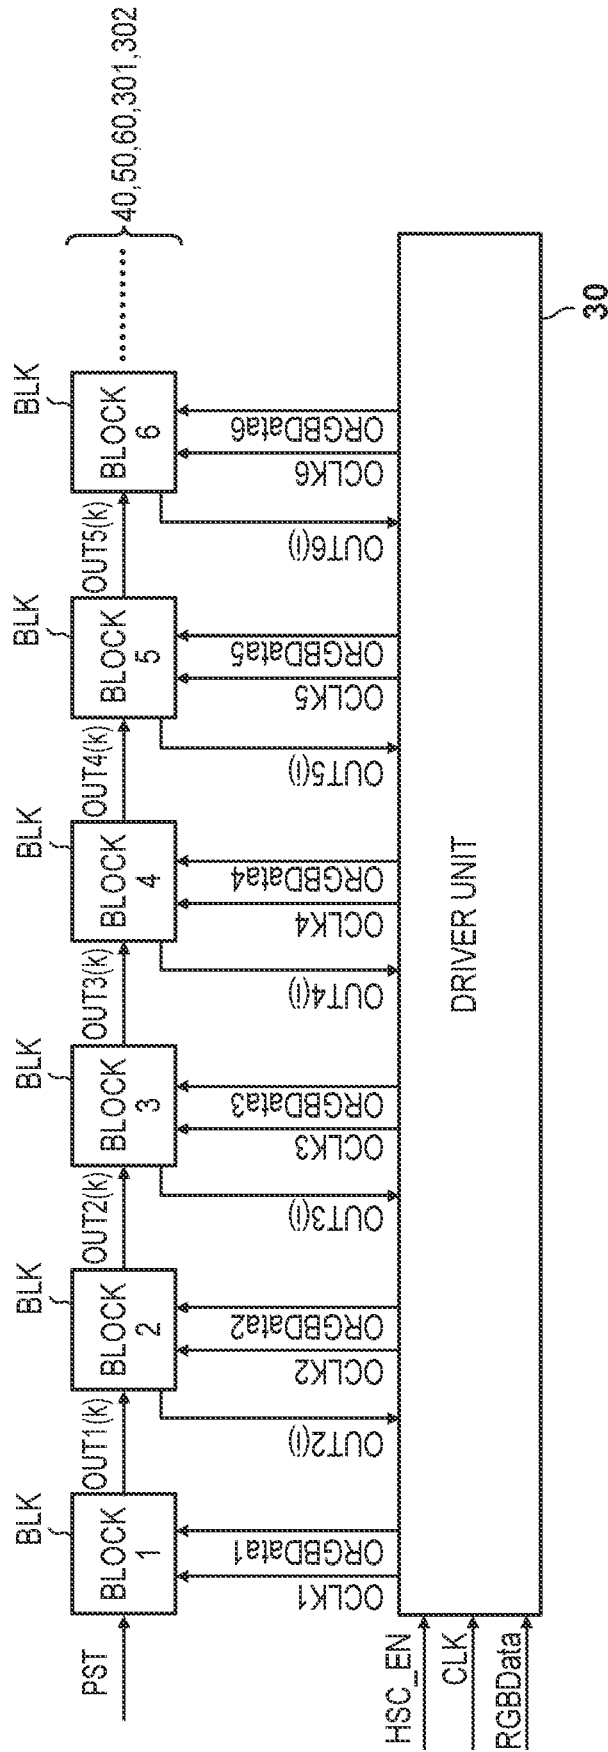 40,50,60,301,302
BLK
BLK
BLK
BLK
BLK
BLK
PST
BLOCK
1
OUT1(k)
BLOCK
2
OUT2(k)
BLOCK
3
OUT3(k)
BLOCK
4
OUT4(k)
BLOCK
5
OUT5(k)
BLOCK
6
OCLK1
ORGBData1
OUT2(j)
OCLK2
ORGBData2
OUT3(j)
OCLK3
ORGBData3
OUT4(j)
OCLK4
ORGBData4
OUT5(j)
OCLK5
ORGBData5
OUT6(j)
OCLK6
ORGBData6
HSC_EN
CLK
RGBData
DRIVER UNIT
30